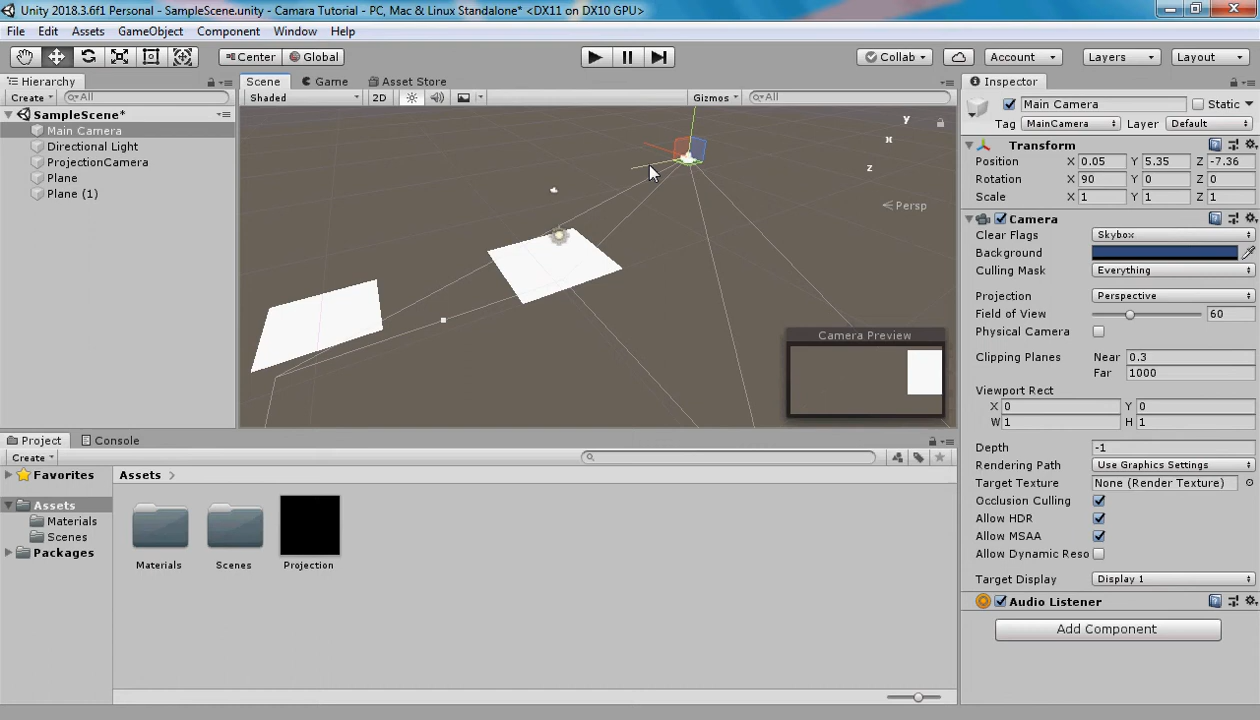 Unity 2018.3.6f1 Personal - SampleScene.unity - Camara Tutorial - PC, Mac & Linux Standalone* <DX11 on DX10 GPU>
File Edit Assets GameObject Component Window Help
Center Global Collab Account Layers Layout
Hierarchy Scene Game Asset Store Inspector
Create All Shaded 2D Gizmos All
Main Camera Static
SampleScene*
Tag MainCamera Layer Default
Main Camera
Directional Light
ProjectionCamera
Plane
Plane (1)
y
x
z
Persp
Camera Preview
Transform
Position X 0.05 Y 5.35 Z -7.36
Rotation X 90 Y 0 Z 0
Scale X 1 Y 1 Z 1
Camera
Clear Flags Skybox
Background
Culling Mask Everything
Projection Perspective
Field of View 60
Physical Camera
Clipping Planes Near 0.3
Far 1000
Viewport Rect
X 0 Y 0
W 1 H 1
Depth -1
Rendering Path Use Graphics Settings
Target Texture None (Render Texture)
Occlusion Culling
Allow HDR
Allow MSAA
Allow Dynamic Reso
Target Display Display 1
Audio Listener
Add Component
Project Console
Create
Favorites
Assets
Materials
Scenes
Packages
Assets
Materials Scenes Projection